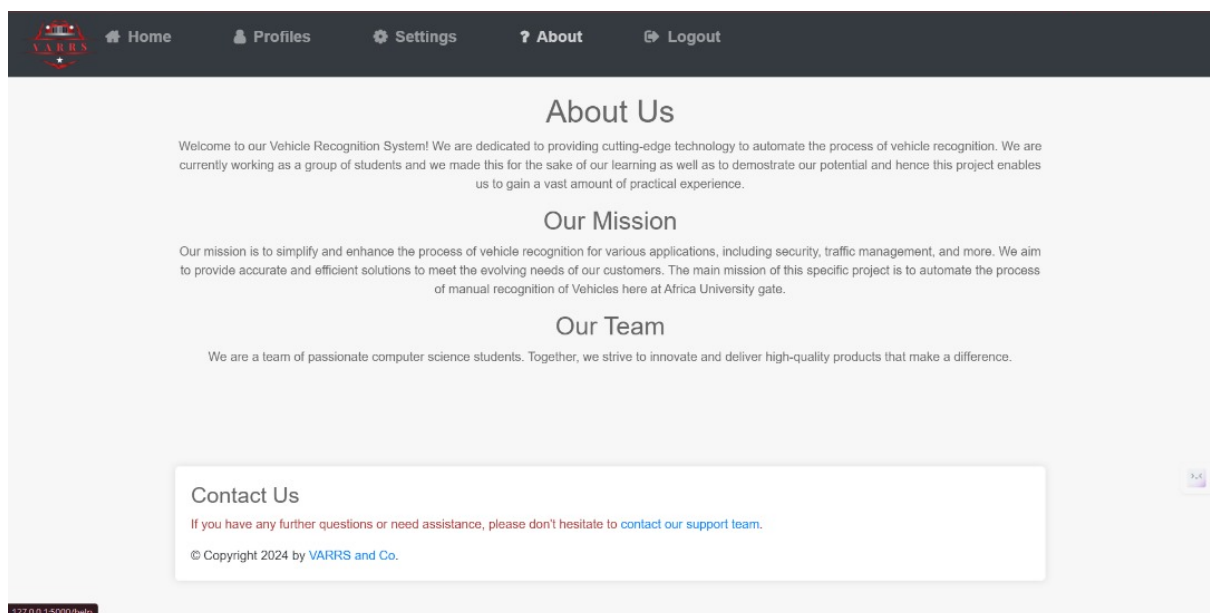 VARRS
Home
Profiles
Settings
? About
Logout
About Us
Welcome to our Vehicle Recognition System! We are dedicated to providing cutting-edge technology to automate the process of vehicle recognition. We are
currently working as a group of students and we made this for the sake of our learning as well as to demostrate our potential and hence this project enables
us to gain a vast amount of practical experience.
Our Mission
Our mission is to simplify and enhance the process of vehicle recognition for various applications, including security, traffic management, and more. We aim
to provide accurate and efficient solutions to meet the evolving needs of our customers. The main mission of this specific project is to automate the process
of manual recognition of Vehicles here at Africa University gate.
Our Team
We are a team of passionate computer science students. Together, we strive to innovate and deliver high-quality products that make a difference.
Contact Us
If you have any further questions or need assistance, please don't hesitate to contact our support team.
© Copyright 2024 by VARRS and Co.
127.0.0.1:5000/help